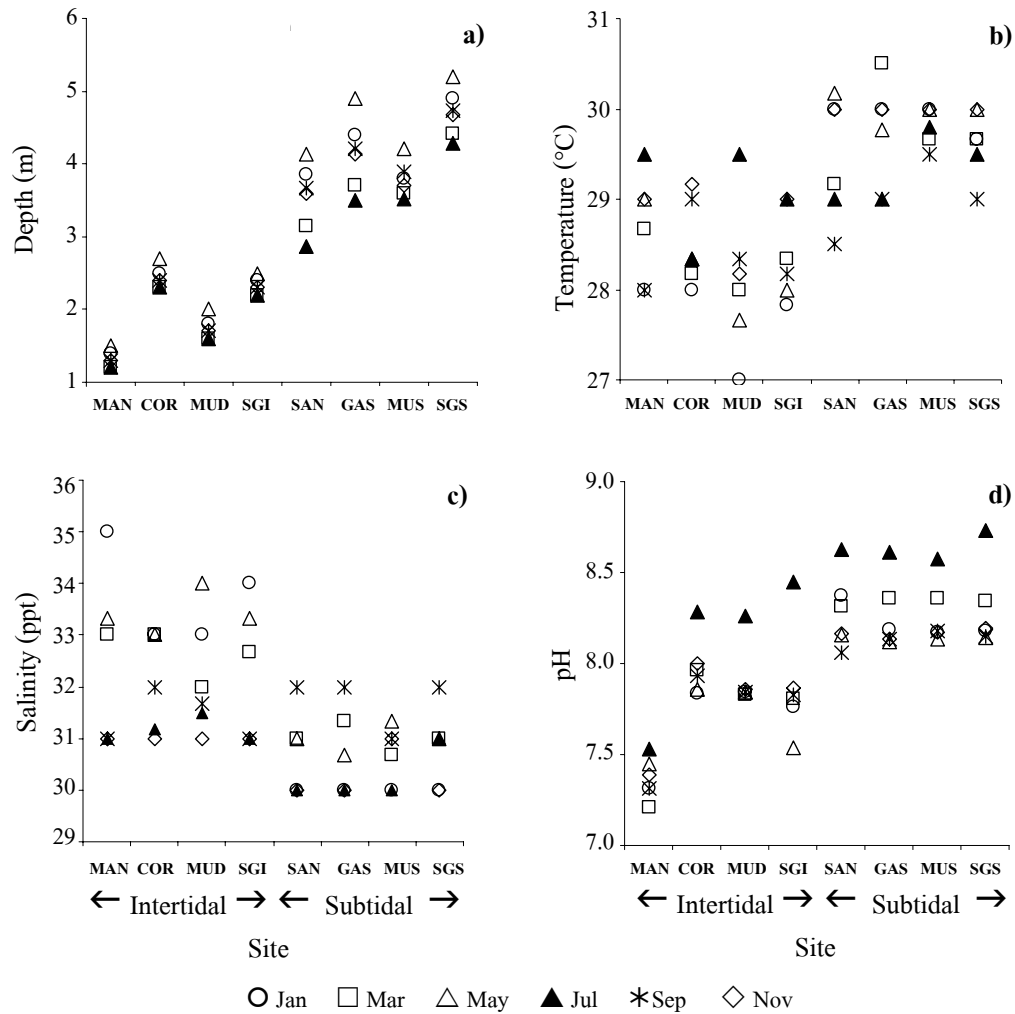 a)
6
5
4
3
2
1
Depth (m)
MAN COR MUD SGI SAN GAS MUS SGS
b)
31
30
29
28
27
Temperature (°C)
MAN COR MUD SGI SAN GAS MUS SGS
c)
36
35
34
33
32
31
30
29
Salinity (ppt)
MAN COR MUD SGI SAN GAS MUS SGS
← Intertidal → ← Subtidal →
Site
d)
9.0
8.5
8.0
7.5
7.0
pH
MAN COR MUD SGI SAN GAS MUS SGS
← Intertidal → ← Subtidal →
Site
Jan Mar May Jul Sep Nov